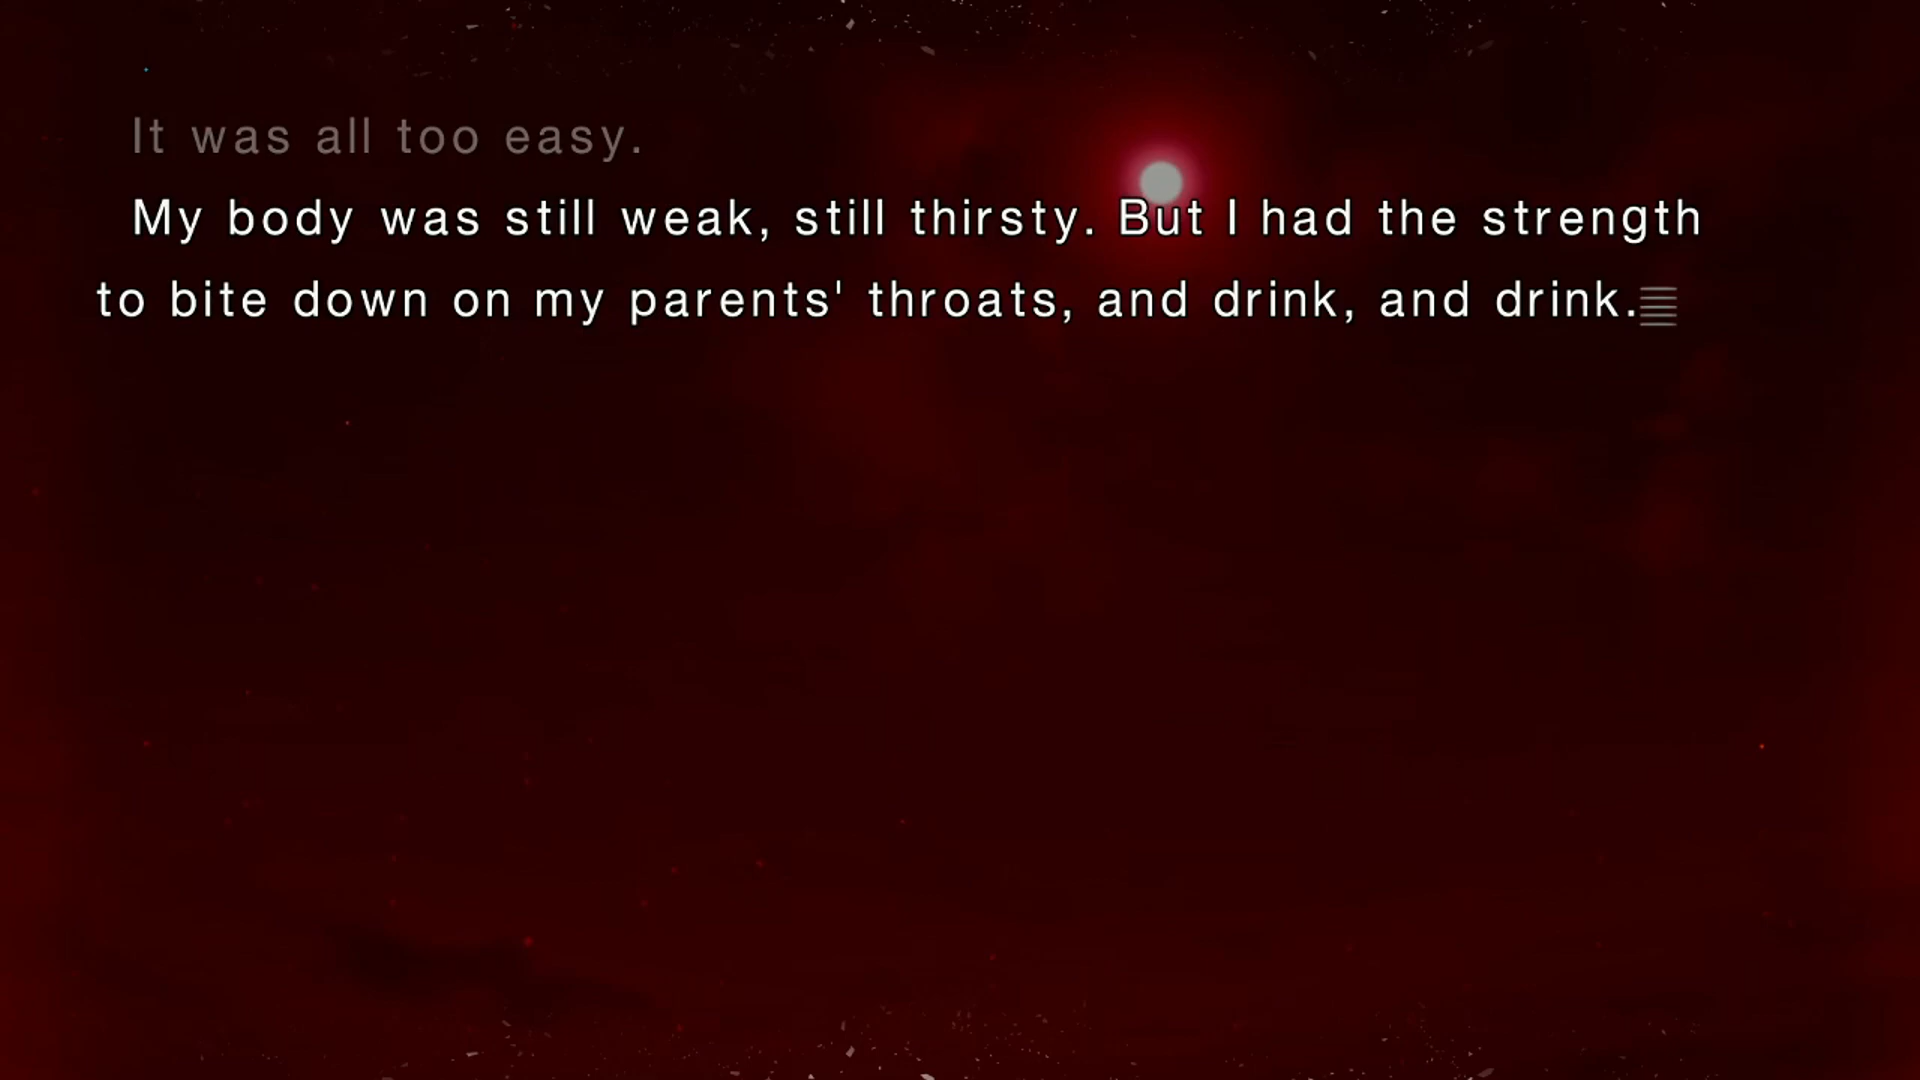 It was all too easy.
My body was still weak, still thirsty. But I had the strength
to bite down on my parents' throats, and drink, and drink.